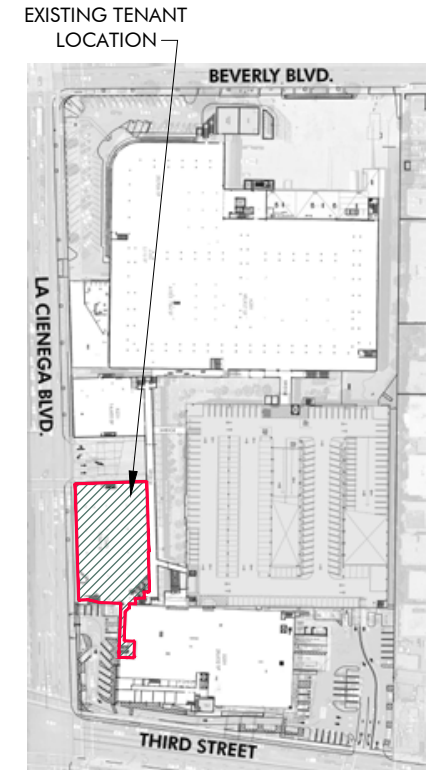 EXISTING TENANT
LOCATION
BEVERLY BLVD.
LA CIENEGA BLVD.
THIRD STREET